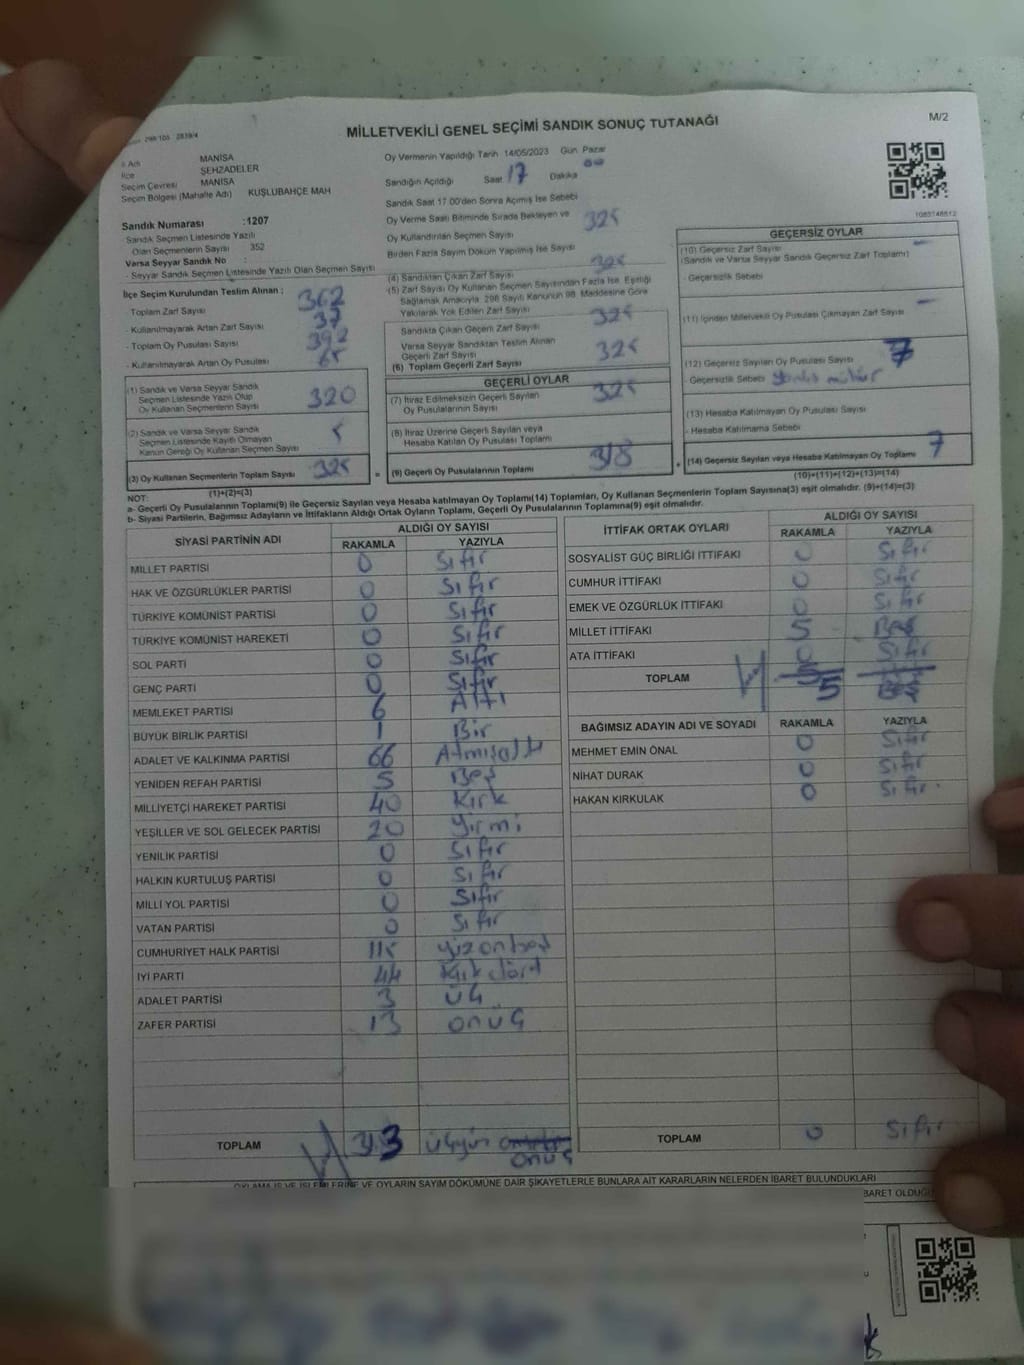 298/105 2839/4
MİLLETVEKİLİ GENEL SEÇİMİ SANDIK SONUÇ TUTANAĞI
M/2
İl Adı MANİSA
İlçe ŞEHZADELER
Seçim Çevresi MANİSA
Seçim Bölgesi (Mahalle Adı) KUŞLUBAHÇE MAH
Sandık Numarası : 1207
Sandık Seçmen Listesinde Yazılı
Olan Seçmenlerin Sayısı 352
Varsa Seyyar Sandık No :
- Seyyar Sandık Seçmen Listesinde Yazılı Olan Seçmen Sayısı
İlçe Seçim Kurulundan Teslim Alınan ;
Toplam Zarf Sayısı 362
- Kullanılmayarak Artan Zarf Sayısı 37
- Toplam Oy Pusulası Sayısı 392
- Kullanılmayarak Artan Oy Pusulası
(1) Sandık ve Varsa Seyyar Sandık
Seçmen Listesinde Yazılı Olup
Oy Kullanan Seçmenlerin Sayısı 320
(2) Sandık ve Varsa Seyyar Sandık
Seçmen Listesinde Kayıtlı Olmayan
Kanun Gereği Oy Kullanan Seçmen Sayısı 5
(3) Oy Kullanan Seçmenlerin Toplam Sayısı 325
(1)+(2)=(3)
Oy Vermenin Yapıldığı Tarih 14/05/2023 Gün Pazar
Sandığın Açıldığı Saat 17 Dakika 00
Sandık Saat 17.00'den Sonra Açılmış İse Sebebi
Oy Verme Saati Bitiminde Sırada Bekleyen ve
Oy Kullandırılan Seçmen Sayısı 325
Birden Fazla Sayım Döküm Yapılmış İse Sayısı
(4) Sandıktan Çıkan Zarf Sayısı 325
(5) Zarf Sayısı Oy Kullanan Seçmen Sayısından Fazla İse, Eşitliği
Sağlamak Amacıyla, 298 Sayılı Kanunun 98. Maddesine Göre
Yakılarak Yok Edilen Zarf Sayısı
Sandıkta Çıkan Geçerli Zarf Sayısı 325
Varsa Seyyar Sandıktan Teslim Alınan
Geçerli Zarf Sayısı
(6) Toplam Geçerli Zarf Sayısı 325
GEÇERLİ OYLAR
(7) İtiraz Edilmeksizin Geçerli Sayılan
Oy Pusulalarının Sayısı 325
(8) İtiraz Üzerine Geçerli Sayılan veya
Hesaba Katılan Oy Pusulası Toplamı
(9) Geçerli Oy Pusulalarının Toplamı 318
1083748512
GEÇERSİZ OYLAR
(10) Geçersiz Zarf Sayısı -
(Sandık ve Varsa Seyyar Sandık Geçersiz Zarf Toplamı)
- Geçersizlik Sebebi
(11) İçinden Milletvekili Oy Pusulası Çıkmayan Zarf Sayısı -
(12) Geçersiz Sayılan Oy Pusulası Sayısı 7
- Geçersizlik Sebebi
(13) Hesaba Katılmayan Oy Pusulası Sayısı
- Hesaba Katılmama Sebebi
(14) Geçersiz Sayılan veya Hesaba Katılmayan Oy Toplamı 7
(10)+(11)+(12)+(13)=(14)
NOT:
a- Geçerli Oy Pusulalarının Toplamı(9) ile Geçersiz Sayılan veya Hesaba katılmayan Oy Toplamı(14) Toplamları, Oy Kullanan Seçmenlerin Toplam Sayısına(3) eşit olmalıdır. (9)+(14)=(3)
b- Siyasi Partilerin, Bağımsız Adayların ve İttifakların Aldığı Ortak Oyların Toplamı, Geçerli Oy Pusulalarının Toplamına(9) eşit olmalıdır.
SİYASİ PARTİNİN ADI ALDIĞI OY SAYISI
RAKAMLA YAZIYLA
MİLLET PARTİSİ 0 Sıfır
HAK VE ÖZGÜRLÜKLER PARTİSİ 0 Sıfır
TÜRKİYE KOMÜNİST PARTİSİ 0 Sıfır
TÜRKİYE KOMÜNİST HAREKETİ 0 Sıfır
SOL PARTİ 0 Sıfır
GENÇ PARTİ 0 Sıfır
MEMLEKET PARTİSİ 6 Altı
BÜYÜK BİRLİK PARTİSİ 1 Bir
ADALET VE KALKINMA PARTİSİ 66 Atmışaltı
YENİDEN REFAH PARTİSİ 5 Beş
MİLLİYETÇİ HAREKET PARTİSİ 40 Kırk
YEŞİLLER VE SOL GELECEK PARTİSİ 20 Yirmi
YENİLİK PARTİSİ 0 Sıfır
HALKIN KURTULUŞ PARTİSİ 0 Sıfır
MİLLİ YOL PARTİSİ 0 Sıfır
VATAN PARTİSİ 0 Sıfır
CUMHURİYET HALK PARTİSİ 115 yüzonbeş
İYİ PARTİ 44 Kırkdört
ADALET PARTİSİ 3 üç
ZAFER PARTİSİ 13 onüç
TOPLAM 313 üçyüz onüç
İTTİFAK ORTAK OYLARI ALDIĞI OY SAYISI
RAKAMLA YAZIYLA
SOSYALİST GÜÇ BİRLİĞİ İTTİFAKI 0 Sıfır
CUMHUR İTTİFAKI 0 Sıfır
EMEK VE ÖZGÜRLÜK İTTİFAKI 0 Sıfır
MİLLET İTTİFAKI 5 Beş
ATA İTTİFAKI 0 Sıfır
TOPLAM 5 Beş
BAĞIMSIZ ADAYIN ADI VE SOYADI RAKAMLA YAZIYLA
MEHMET EMİN ÖNAL 0 Sıfır
NİHAT DURAK 0 Sıfır
HAKAN KIRKULAK 0 Sıfır
TOPLAM 0 Sıfır
OYLAMA İŞ VE İŞLEMLERİNE VE OYLARIN SAYIM DÖKÜMÜNE DAİR ŞİKAYETLERLE BUNLARA AİT KARARLARIN NELERDEN İBARET BULUNDUKLARI